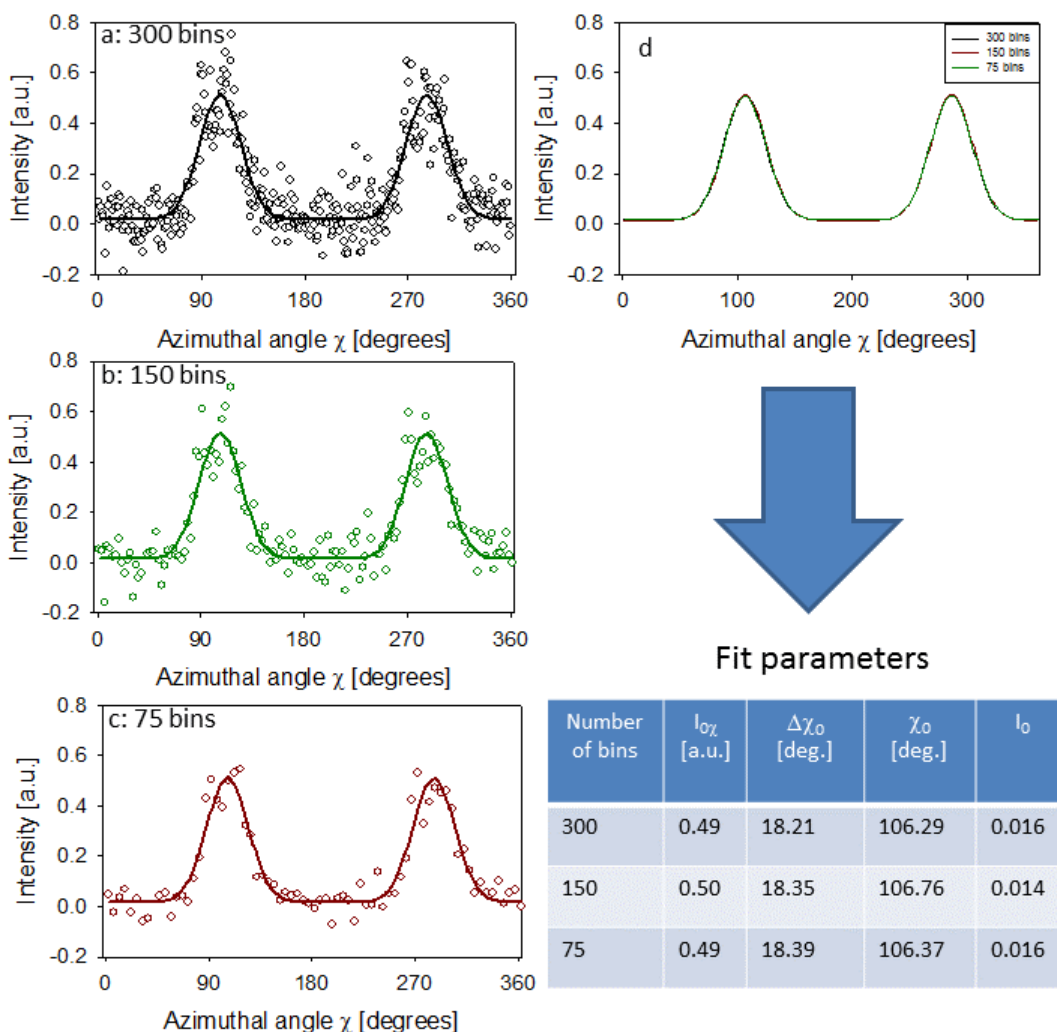 a: 300 bins
0.8
0.6
0.4
0.2
0.0
-0.2
Intensity [a.u.]
0 90 180 270 360
Azimuthal angle χ [degrees]
d
300 bins
150 bins
75 bins
0.8
0.6
0.4
0.2
0.0
-0.2
Intensity [a.u.]
0 100 200 300
Azimuthal angle χ [degrees]
b: 150 bins
0.8
0.6
0.4
0.2
0.0
-0.2
Intensity [a.u.]
0 90 180 270 360
Azimuthal angle χ [degrees]
c: 75 bins
0.8
0.6
0.4
0.2
0.0
-0.2
Intensity [a.u.]
0 90 180 270 360
Azimuthal angle χ [degrees]
Fit parameters
Number of bins I0χ [a.u.] Δχ0 [deg.] χ0 [deg.] I0
300 0.49 18.21 106.29 0.016
150 0.50 18.35 106.76 0.014
75 0.49 18.39 106.37 0.016